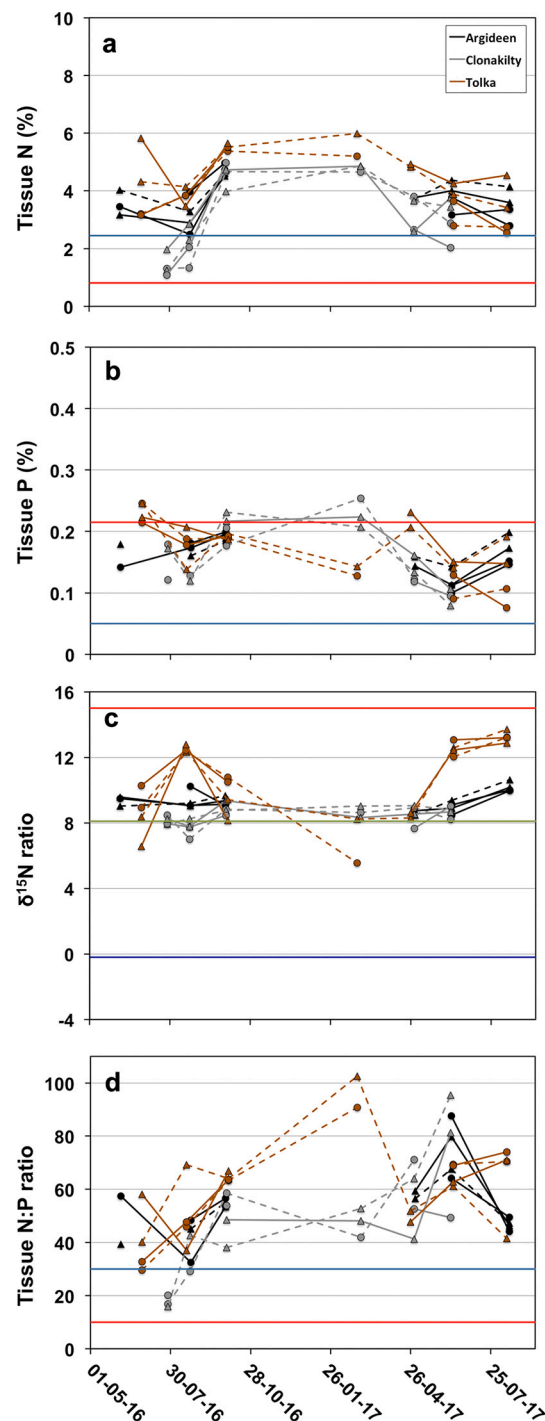 a
Argideen
Clonakilty
Tolka
Tissue N (%)
10
8
6
4
2
0
b
Tissue P (%)
0.5
0.4
0.3
0.2
0.1
0
c
δ15N ratio
16
12
8
4
0
-4
d
Tissue N:P ratio
100
80
60
40
20
0
01-05-16
30-07-16
28-10-16
26-01-17
26-04-17
25-07-17